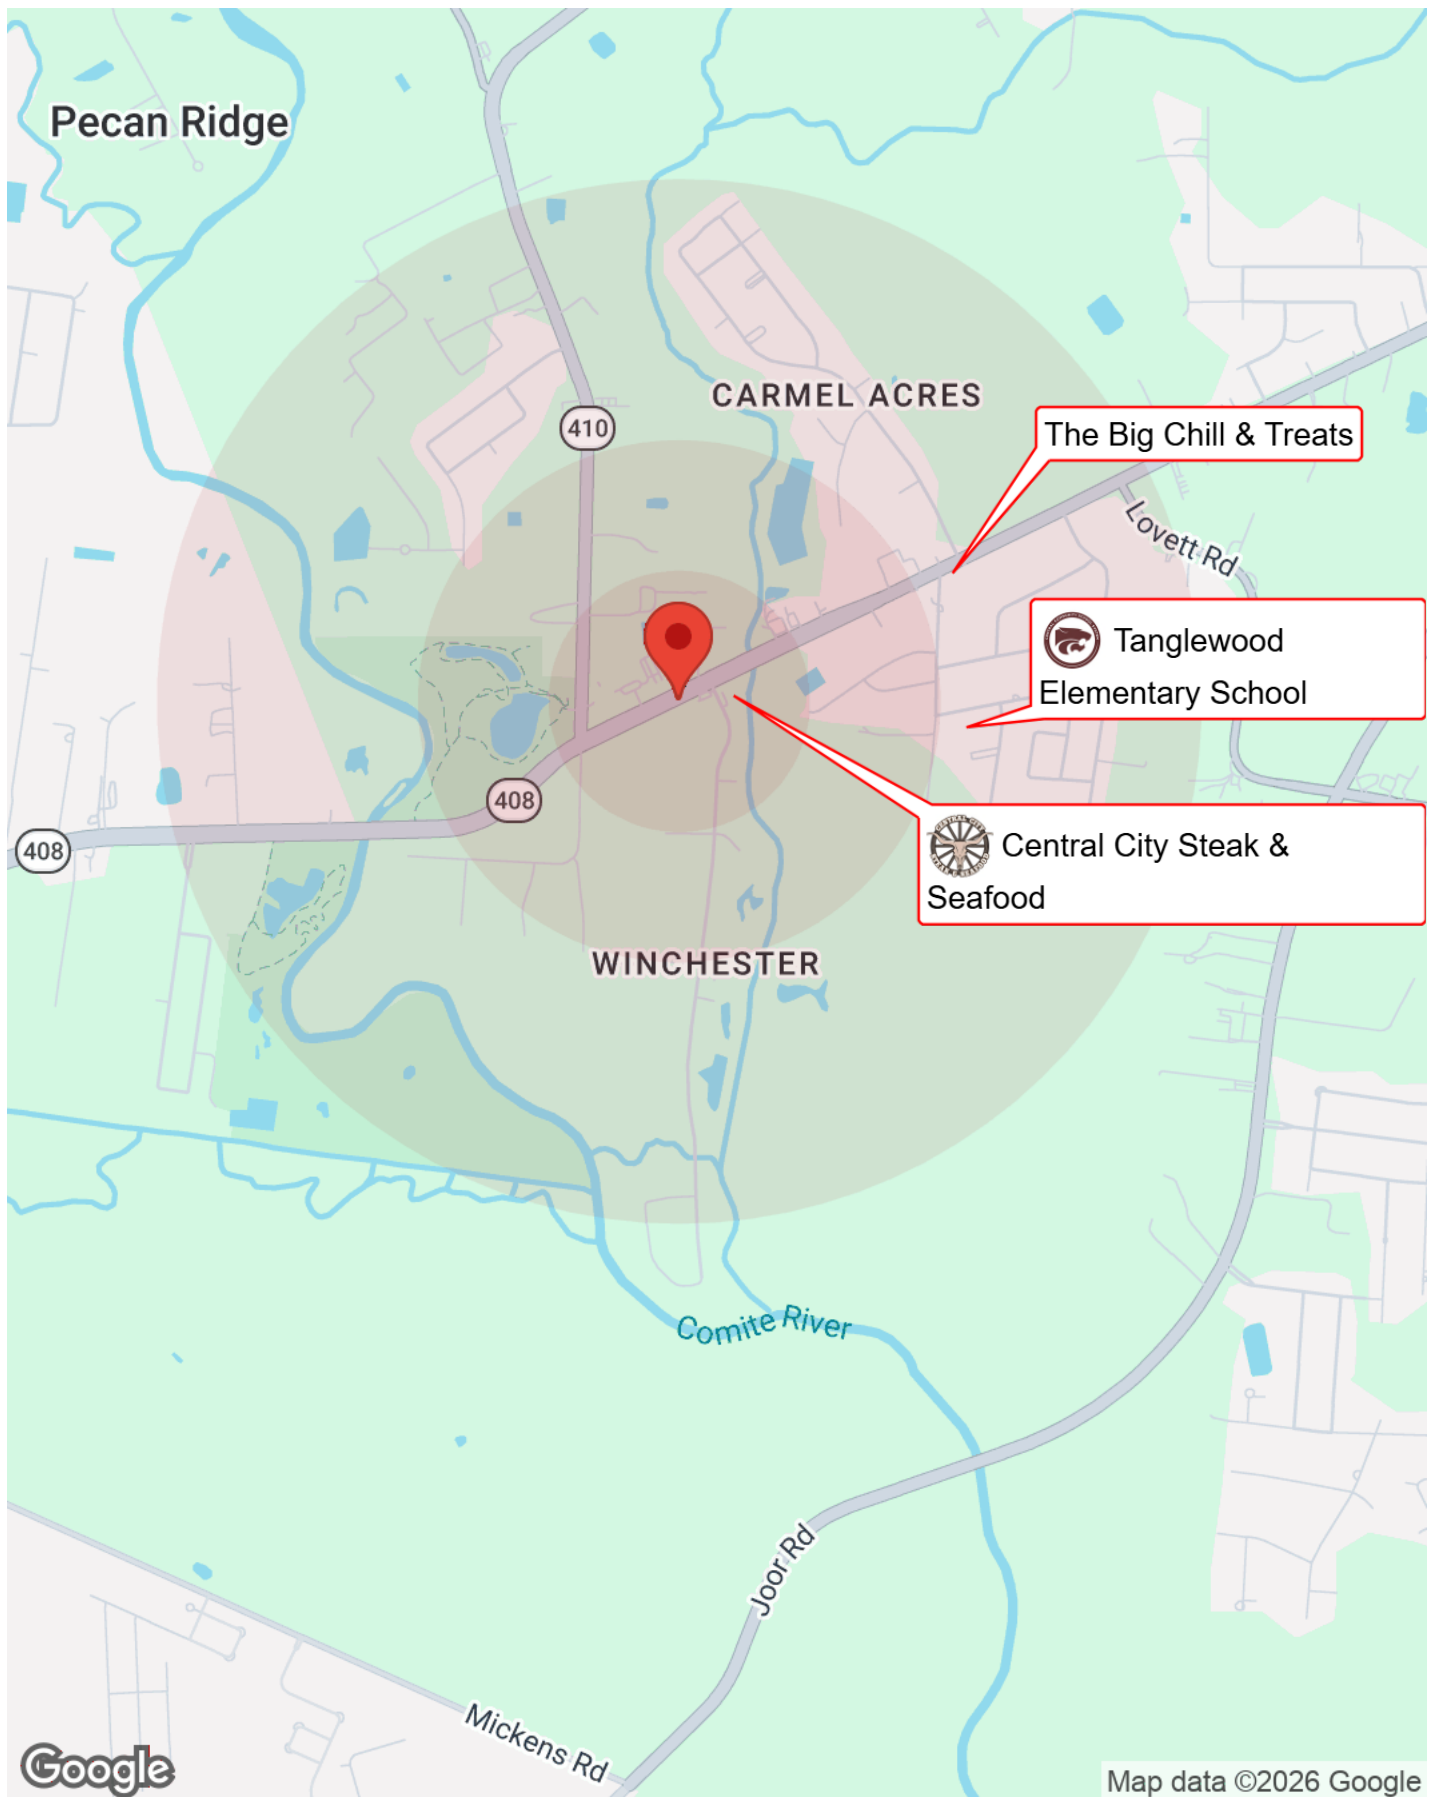 Pecan Ridge
CARMEL ACRES
410
The Big Chill & Treats
Lovett Rd
Tanglewood
Elementary School
408
408
Central City Steak &
Seafood
WINCHESTER
Comite River
Joor Rd
Mickens Rd
Google
Map data ©2026 Google